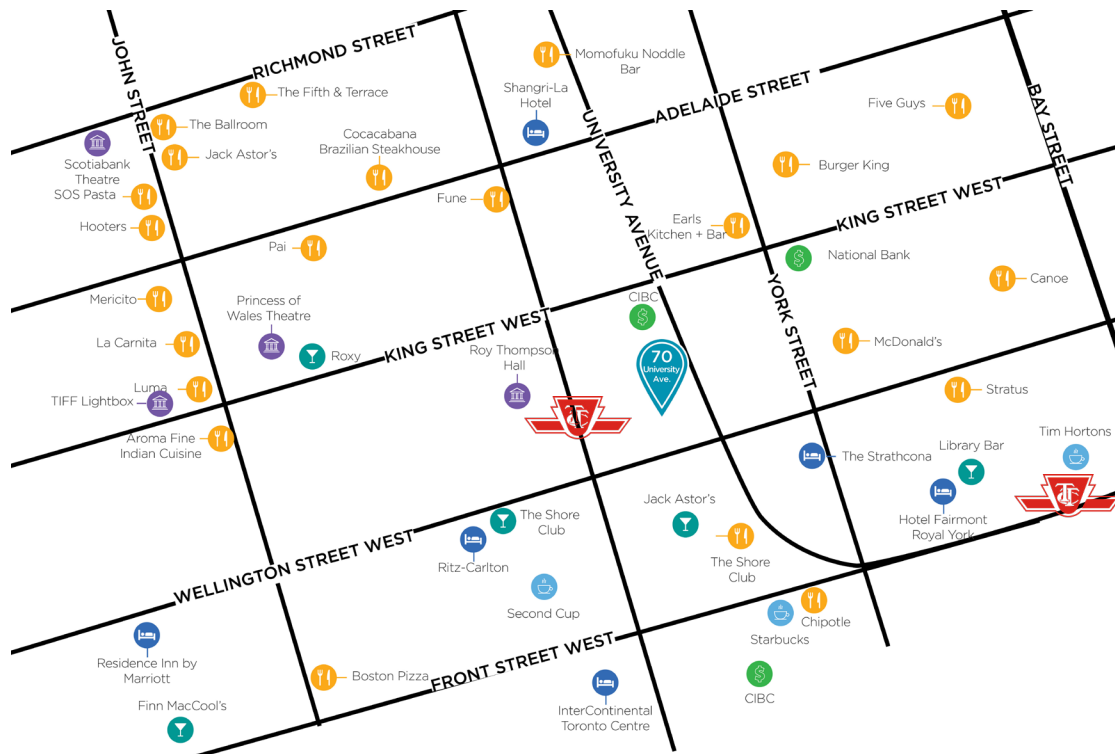 JOHN STREET
RICHMOND STREET
Momofuku Noddle
Bar
Shangri-La
Hotel
The Fifth & Terrace
UNIVERSITY AVENUE
ADELAIDE STREET
Five Guys
BAY STREET
The Ballroom
Cocacabana
Brazilian Steakhouse
Jack Astor's
Scotiabank
Theatre
SOS Pasta
Burger King
Fune
KING STREET WEST
Hooters
Earls
Kitchen + Bar
Pai
National Bank
YORK STREET
Canoe
Mericito
Princess of
Wales Theatre
CIBC
KING STREET WEST
La Carnita
Roxy
Roy Thompson
Hall
70
University
Ave.
McDonald's
Luma
TIFF Lightbox
Stratus
TTC
Aroma Fine
Indian Cuisine
The Strathcona
Library Bar
Tim Hortons
TTC
Hotel Fairmont
Royal York
Jack Astor's
The Shore
Club
WELLINGTON STREET WEST
Ritz-Carlton
The Shore
Club
Second Cup
Chipotle
Starbucks
Residence Inn by
Marriott
Boston Pizza
FRONT STREET WEST
CIBC
InterContinental
Toronto Centre
Finn MacCool's